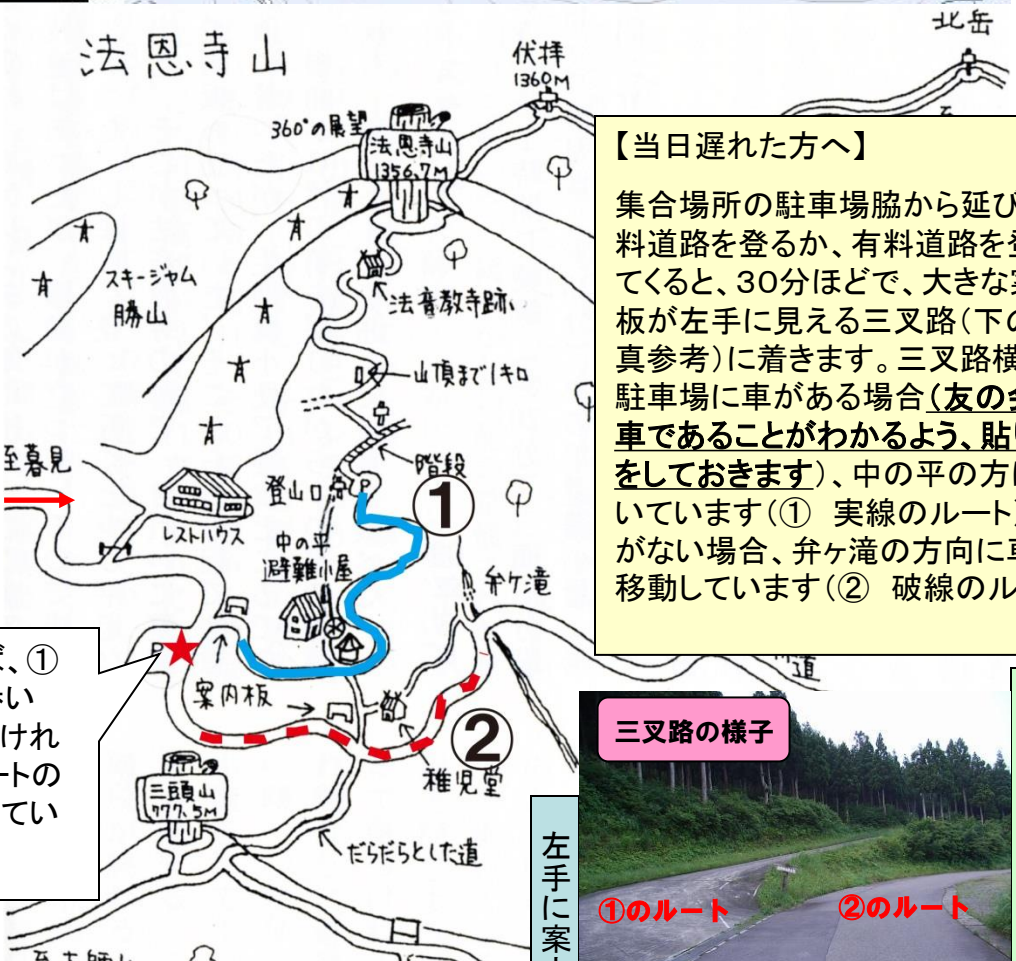 法恩寺山
北岳
伏拝
1360M
360°の展望
法恩寺山
1356.7M
スキージャム
勝山
法音教寺跡
山頂まで1キロ
至暮見
階段
登山口
P
①
レストハウス
中の平
避難小屋
弁ケ滝
P
案内板
②
稚児堂
三頭山
777.5M
だらだらとした道
道
【当日遅れた方へ】
集合場所の駐車場脇から延び
料道路を登るか、有料道路を
てくると、30分ほどで、大きな
板が左手に見える三叉路(下の
真参考)に着きます。三叉路横
駐車場に車がある場合(友の
車であることがわかるよう、貼
をしておきます)、中の平の方に
いています(① 実線のルート
がない場合、弁ヶ滝の方向に
移動しています(② 破線のル
、①
けれ
ートの
てい
三叉路の様子
①のルート
②のルート
左手に案